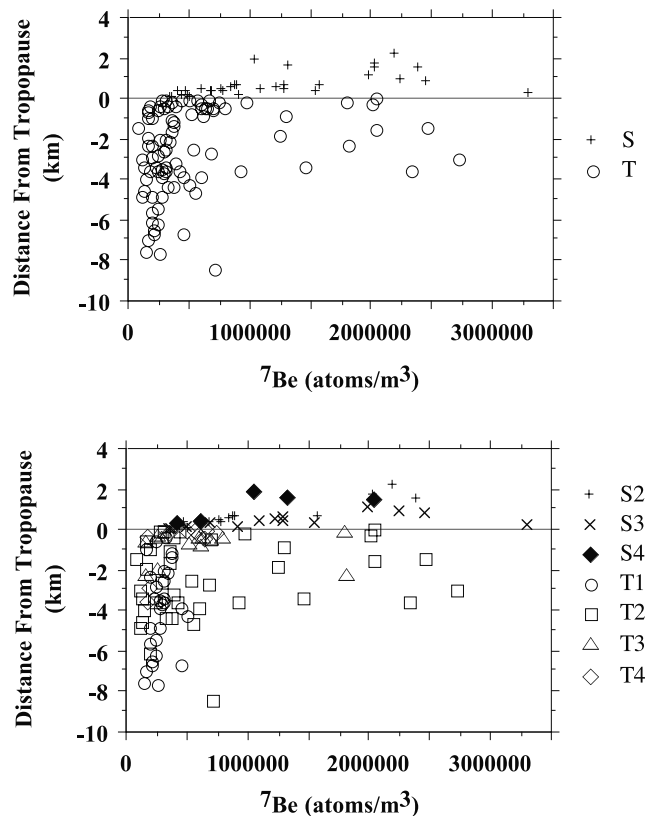 4
2
0
-2
-4
-6
-8
-10
Distance From Tropopause
(km)
0 1000000 2000000 3000000
⁷Be (atoms/m³)
S
T
4
2
0
-2
-4
-6
-8
-10
Distance From Tropopause
(km)
0 1000000 2000000 3000000
⁷Be (atoms/m³)
S2
S3
S4
T1
T2
T3
T4